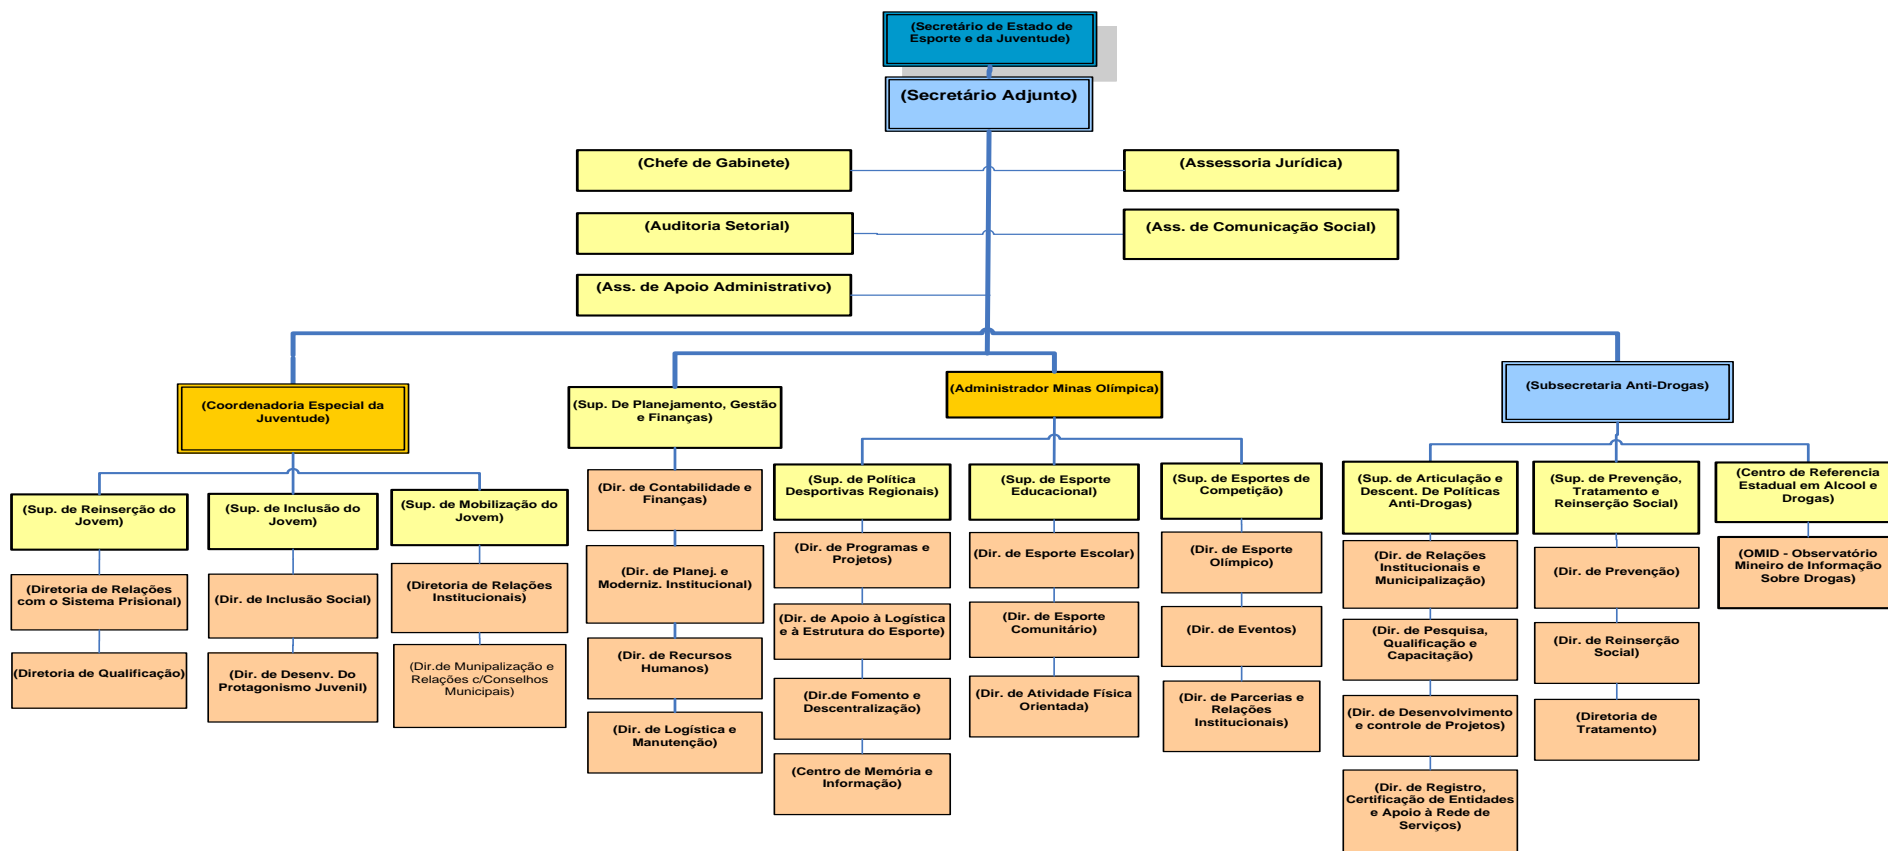 (Secretário de Estado de
Esporte e da Juventude)
(Secretário Adjunto)
(Chefe de Gabinete)
(Assessoria Jurídica)
(Auditoria Setorial)
(Ass. de Comunicação Social)
(Ass. de Apoio Administrativo)
(Coordenadoria Especial da
Juventude)
(Sup. De Planejamento, Gestão
e Finanças)
(Administrador Minas Olímpica)
(Subsecretaria Anti-Drogas)
(Sup. de Reinserção do
Jovem)
(Diretoria de Relações
com o Sistema Prisional)
(Diretoria de Qualificação)
(Sup. de Inclusão do
Jovem)
(Dir. de Inclusão Social)
(Dir. de Desenv. Do
Protagonismo Juvenil)
(Sup. de Mobilização do
Jovem)
(Diretoria de Relações
Institucionais)
(Dir.de Munipalização e
Relações c/Conselhos
Municipais)
(Dir. de Contabilidade e
Finanças)
(Dir. de Planej. e
Moderniz. Institucional)
(Dir. de Recursos
Humanos)
(Dir. de Logística e
Manutenção)
(Sup. de Política
Desportivas Regionais)
(Dir. de Programas e
Projetos)
(Dir. de Apoio à Logística
e à Estrutura do Esporte)
(Dir.de Fomento e
Descentralização)
(Centro de Memória e
Informação)
(Sup. de Esporte
Educacional)
(Dir. de Esporte Escolar)
(Dir. de Esporte
Comunitário)
(Dir. de Atividade Física
Orientada)
(Sup. de Esportes de
Competição)
(Dir. de Esporte
Olímpico)
(Dir. de Eventos)
(Dir. de Parcerias e
Relações
Institucionais)
(Sup. de Articulação e
Descent. De Políticas
Anti-Drogas)
(Dir. de Relações
Institucionais e
Municipalização)
(Dir. de Pesquisa,
Qualificação e
Capacitação)
(Dir. de Desenvolvimento
e controle de Projetos)
(Dir. de Registro,
Certificação de Entidades
e Apoio à Rede de
Serviços)
(Sup. de Prevenção,
Tratamento e
Reinserção Social)
(Dir. de Prevenção)
(Dir. de Reinserção
Social)
(Diretoria de
Tratamento)
(Centro de Referencia
Estadual em Alcool e
Drogas)
(OMID - Observatório
Mineiro de Informação
Sobre Drogas)